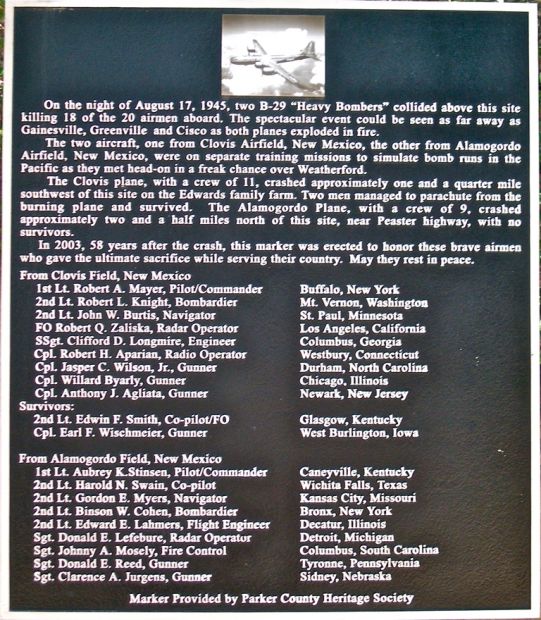 On the night of August 17, 1945, two B-29 "Heavy Bombers" collided above this site
killing 18 of the 20 airmen aboard. The spectacular event could be seen as far away as
Gainesville, Greenville and Cisco as both planes exploded in fire.
The two aircraft, one from Clovis Airfield, New Mexico, the other from Alamogordo
Airfield, New Mexico, were on separate training missions to simulate bomb runs in the
Pacific as they met head-on in a freak chance over Weatherford.
The Clovis plane, with a crew of 11, crashed approximately one and a quarter mile
southwest of this site on the Edwards family farm. Two men managed to parachute from the
burning plane and survived. The Alamogordo Plane, with a crew of 9, crashed
approximately two and a half miles north of this site, near Peaster highway, with no
survivors.
In 2003, 58 years after the crash, this marker was erected to honor these brave airmen
who gave the ultimate sacrifice while serving their country. May they rest in peace.
From Clovis Field, New Mexico
1st Lt. Robert A. Mayer, Pilot/Commander Buffalo, New York
2nd Lt. Robert L. Knight, Bombardier Mt. Vernon, Washington
2nd Lt. John W. Burtis, Navigator St. Paul, Minnesota
FO Robert Q. Zaliska, Radar Operator Los Angeles, California
SSgt. Clifford D. Longmire, Engineer Columbus, Georgia
Cpl. Robert H. Aparian, Radio Operator Westbury, Connecticut
Cpl. Jasper C. Wilson, Jr., Gunner Durham, North Carolina
Cpl. Willard Byarly, Gunner Chicago, Illinois
Cpl. Anthony J. Agliata, Gunner Newark, New Jersey
Survivors:
2nd Lt. Edwin F. Smith, Co-pilot/FO Glasgow, Kentucky
Cpl. Earl F. Wischmeier, Gunner West Burlington, Iowa
From Alamogordo Field, New Mexico
1st Lt. Aubrey K.Stinsen, Pilot/Commander Caneyville, Kentucky
2nd Lt. Harold N. Swain, Co-pilot Wichita Falls, Texas
2nd Lt. Gordon E. Myers, Navigator Kansas City, Missouri
2nd Lt. Binson W. Cohen, Bombardier Bronx, New York
2nd Lt. Edward E. Lahmers, Flight Engineer Decatur, Illinois
Sgt. Donald E. Lefebure, Radar Operator Detroit, Michigan
Sgt. Johnny A. Mosely, Fire Control Columbus, South Carolina
Sgt. Donald E. Reed, Gunner Tyronne, Pennsylvania
Sgt. Clarence A. Jurgens, Gunner Sidney, Nebraska
Marker Provided by Parker County Heritage Society